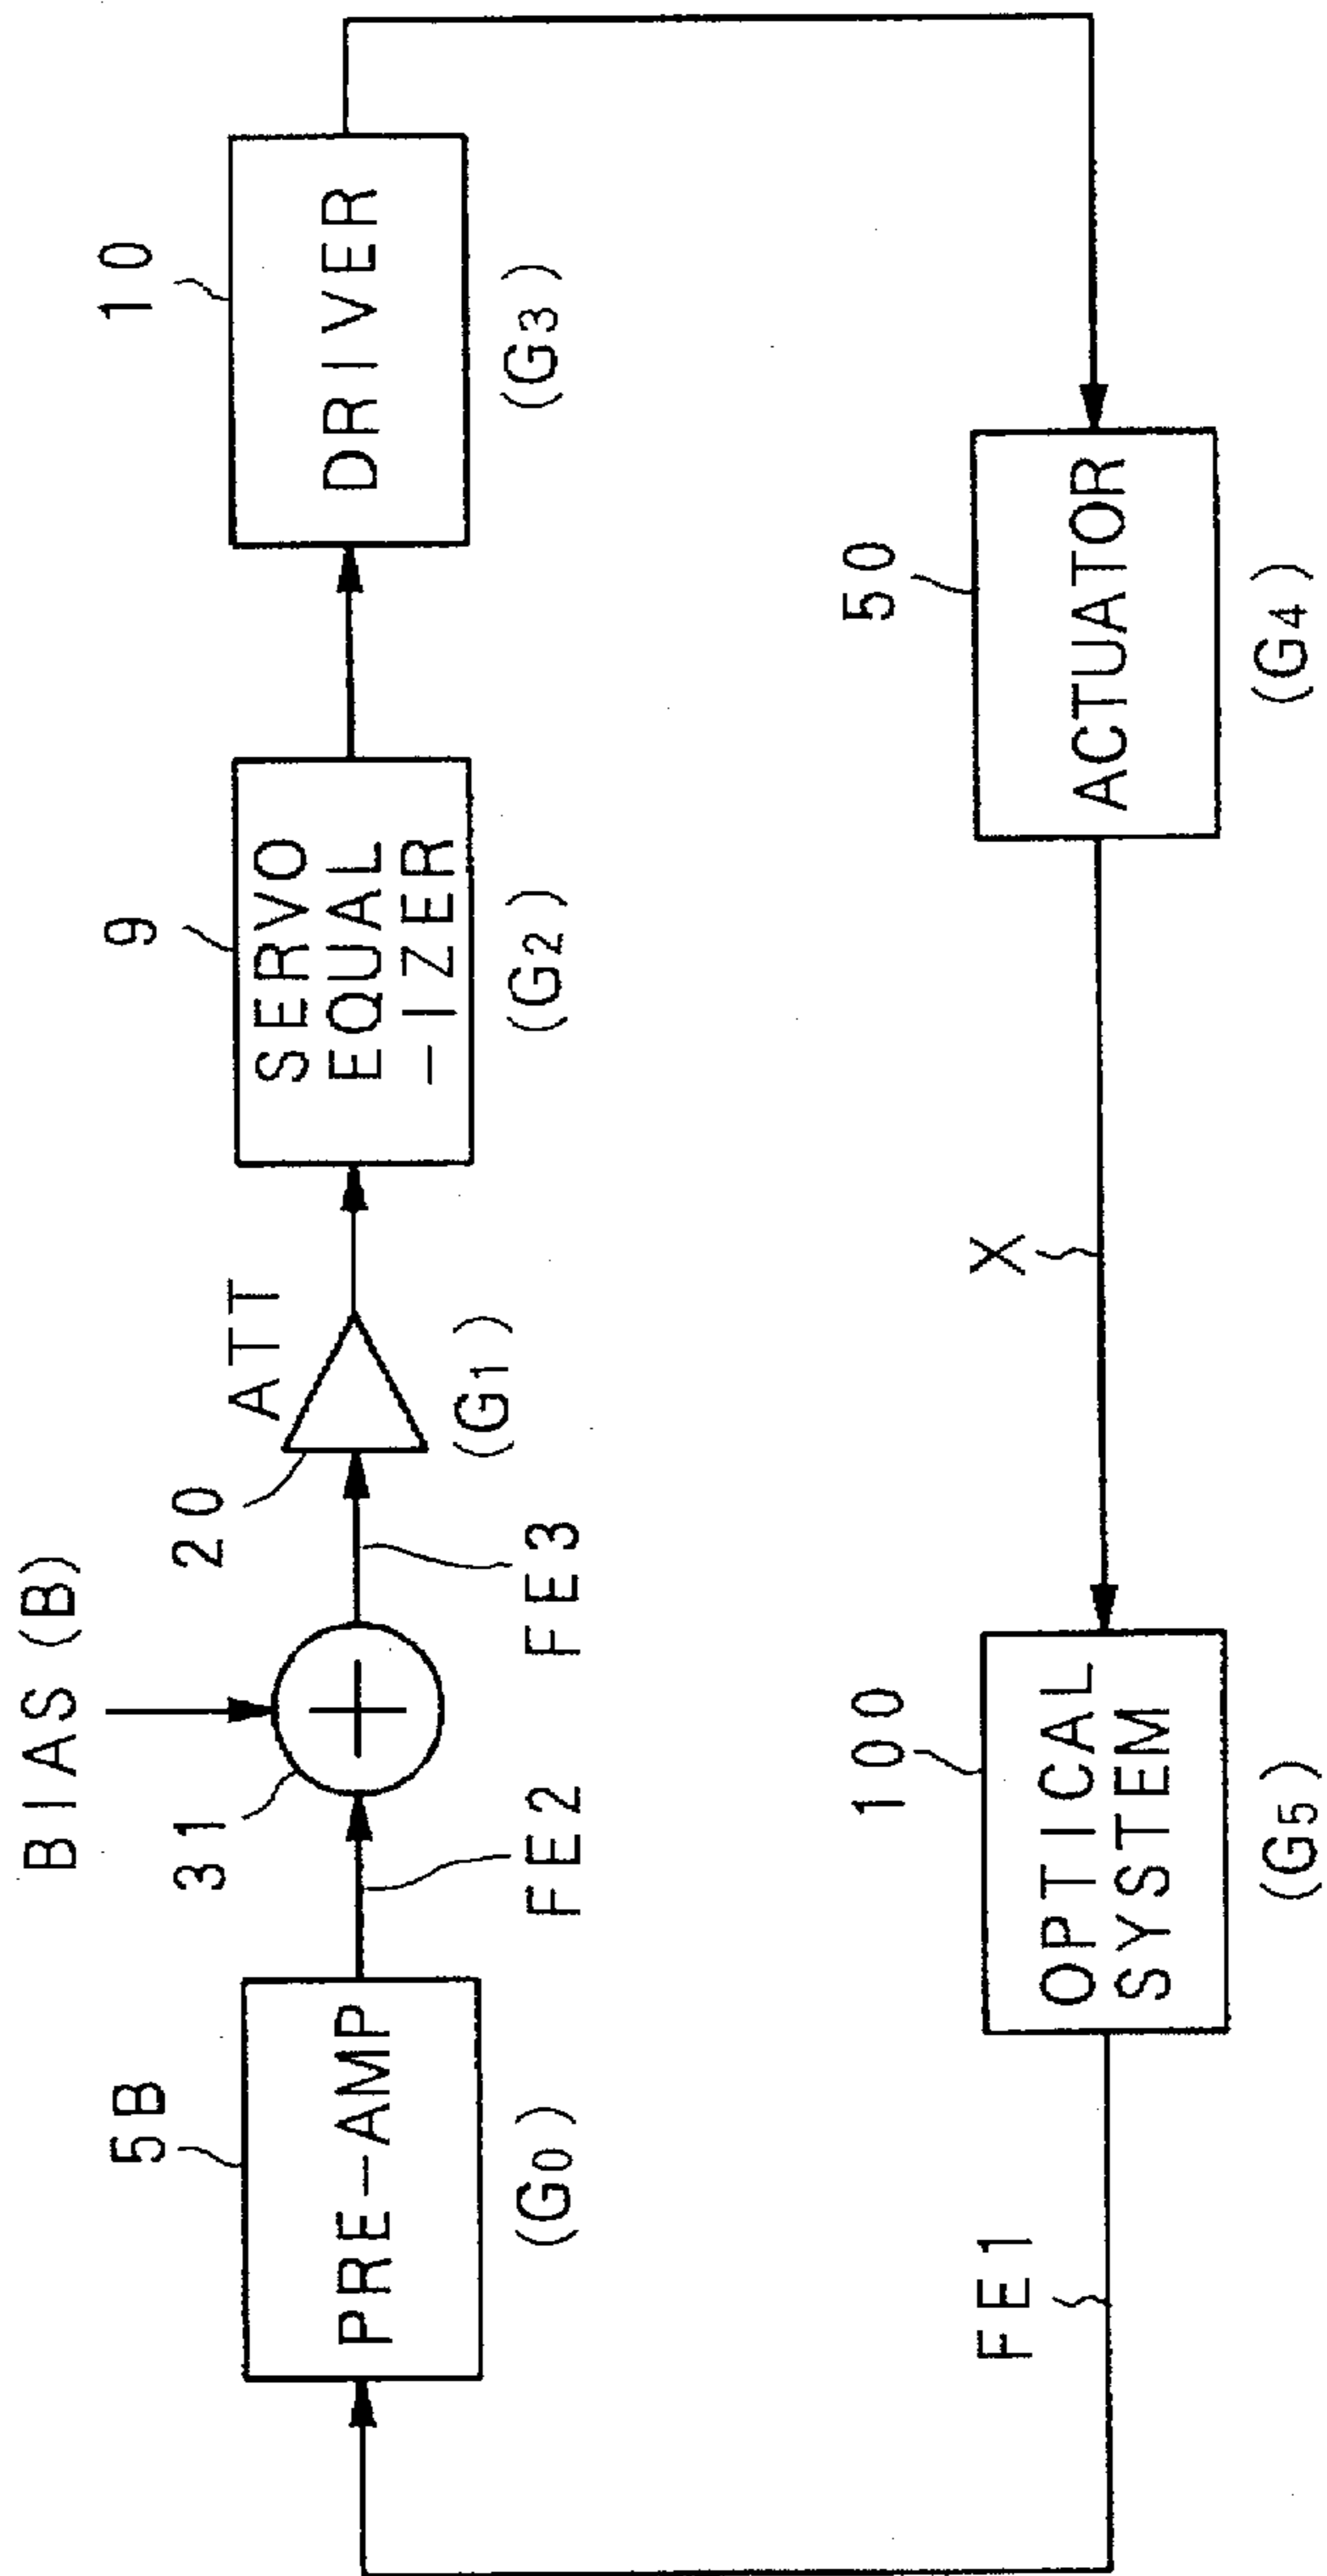 BIAS (B)
5B
PRE-AMP
(G0)
31
FE2
FE3
20
ATT
(G1)
9
SERVO
EQUAL
-IZER
(G2)
10
DRIVER
(G3)
FE1
100
OPTICAL
SYSTEM
(G5)
X
50
ACTUATOR
(G4)